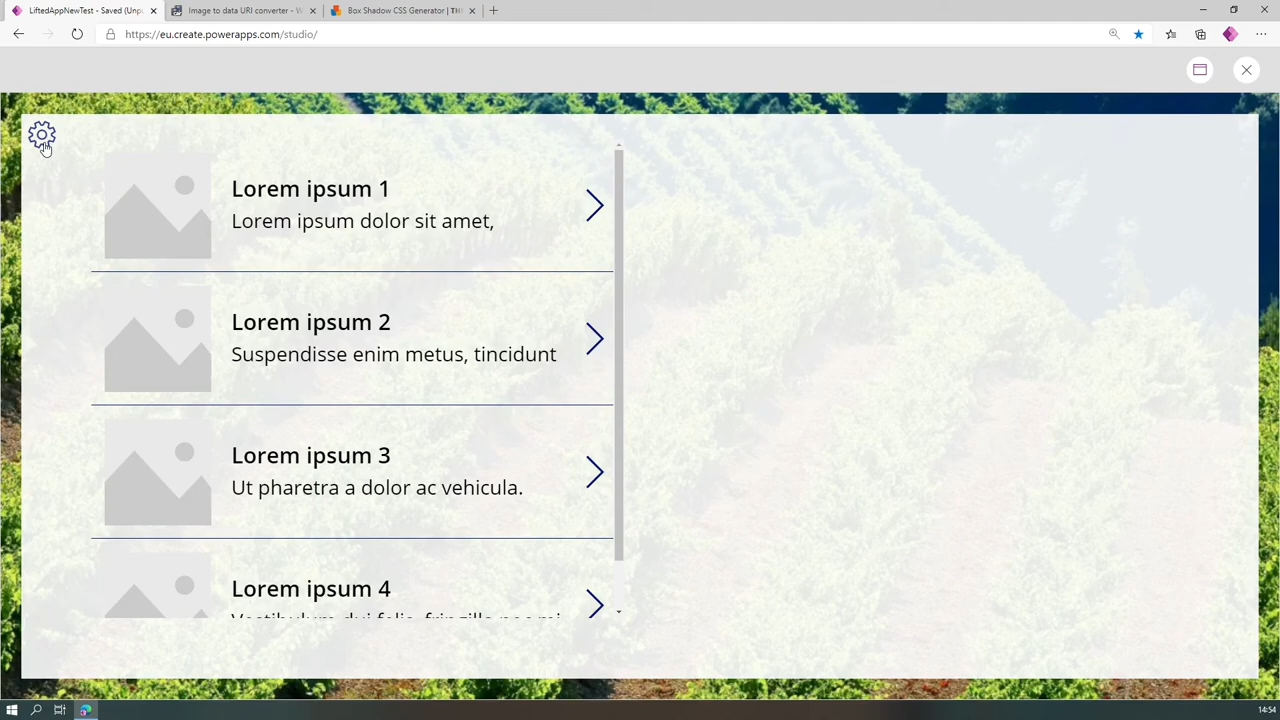 LiftedAppNewTest - Saved (Unpu
Image to data URI converter - W
Box Shadow CSS Generator | TH
https://eu.create.powerapps.com/studio/
Lorem ipsum 1
Lorem ipsum dolor sit amet,
Lorem ipsum 2
Suspendisse enim metus, tincidunt
Lorem ipsum 3
Ut pharetra a dolor ac vehicula.
Lorem ipsum 4
14:54